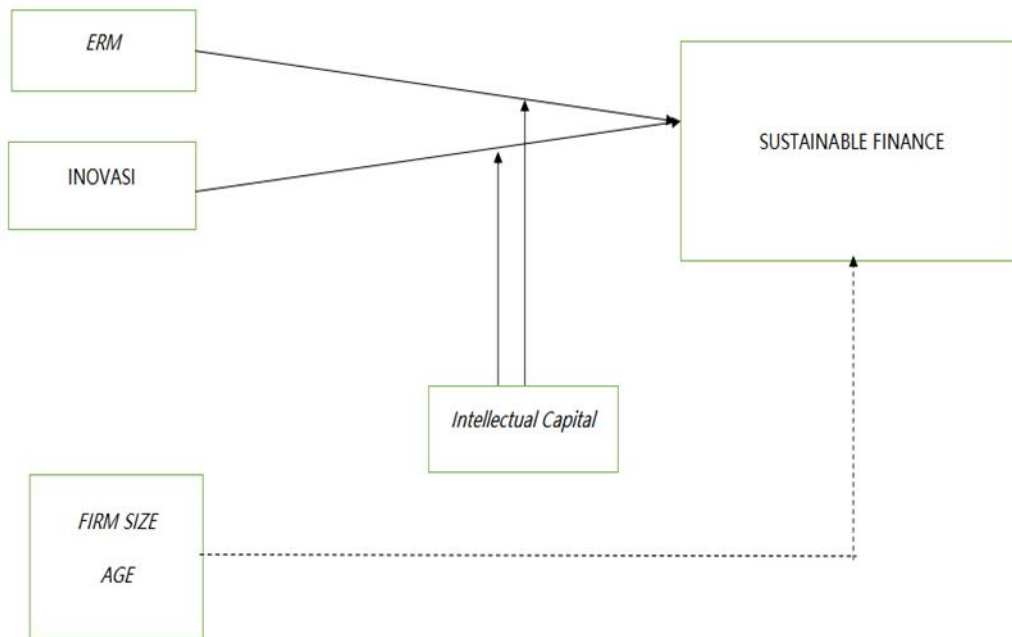 ERM
INOVASI
SUSTAINABLE FINANCE
Intellectual Capital
FIRM SIZE
AGE